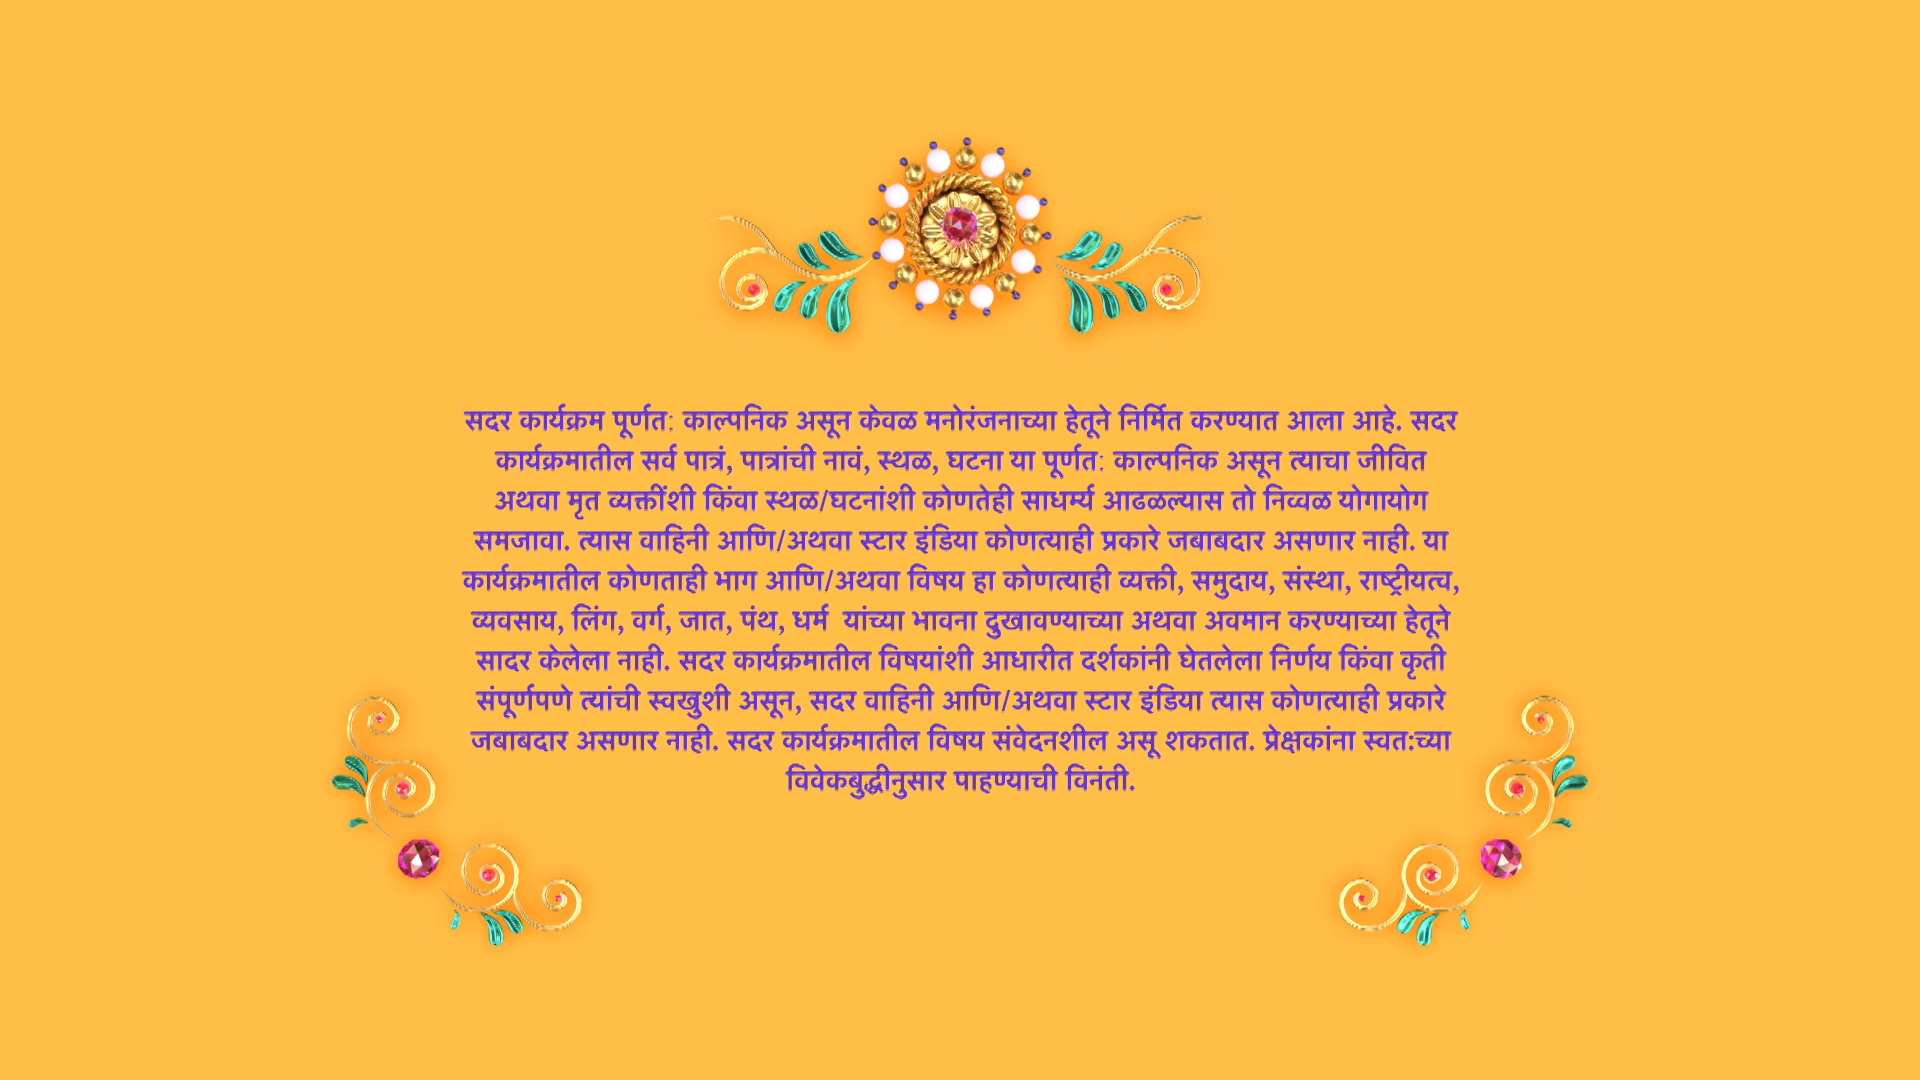 सदर कार्यक्रम पूर्णत: काल्पनिक असून केवळ मनोरंजनाच्या हेतूने निर्मित करण्यात आला आहे. सदर
कार्यक्रमातील सर्व पात्रं, पात्रांची नावं, स्थळ, घटना या पूर्णत: काल्पनिक असून त्याचा जीवित
अथवा मृत व्यक्तींशी किंवा स्थळ/घटनांशी कोणतेही साधर्म्य आढळल्यास तो निव्वळ योगायोग
समजावा. त्यास वाहिनी आणि/अथवा स्टार इंडिया कोणत्याही प्रकारे जबाबदार असणार नाही. या
कार्यक्रमातील कोणताही भाग आणि/अथवा विषय हा कोणत्याही व्यक्ती, समुदाय, संस्था, राष्ट्रीयत्व,
व्यवसाय, लिंग, वर्ग, जात, पंथ, धर्म यांच्या भावना दुखावण्याच्या अथवा अवमान करण्याच्या हेतूने
सादर केलेला नाही. सदर कार्यक्रमातील विषयांशी आधारीत दर्शकांनी घेतलेला निर्णय किंवा कृती
संपूर्णपणे त्यांची स्वखुशी असून, सदर वाहिनी आणि/अथवा स्टार इंडिया त्यास कोणत्याही प्रकारे
जबाबदार असणार नाही. सदर कार्यक्रमातील विषय संवेदनशील असू शकतात. प्रेक्षकांना स्वत:च्या
विवेकबुद्धीनुसार पाहण्याची विनंती.